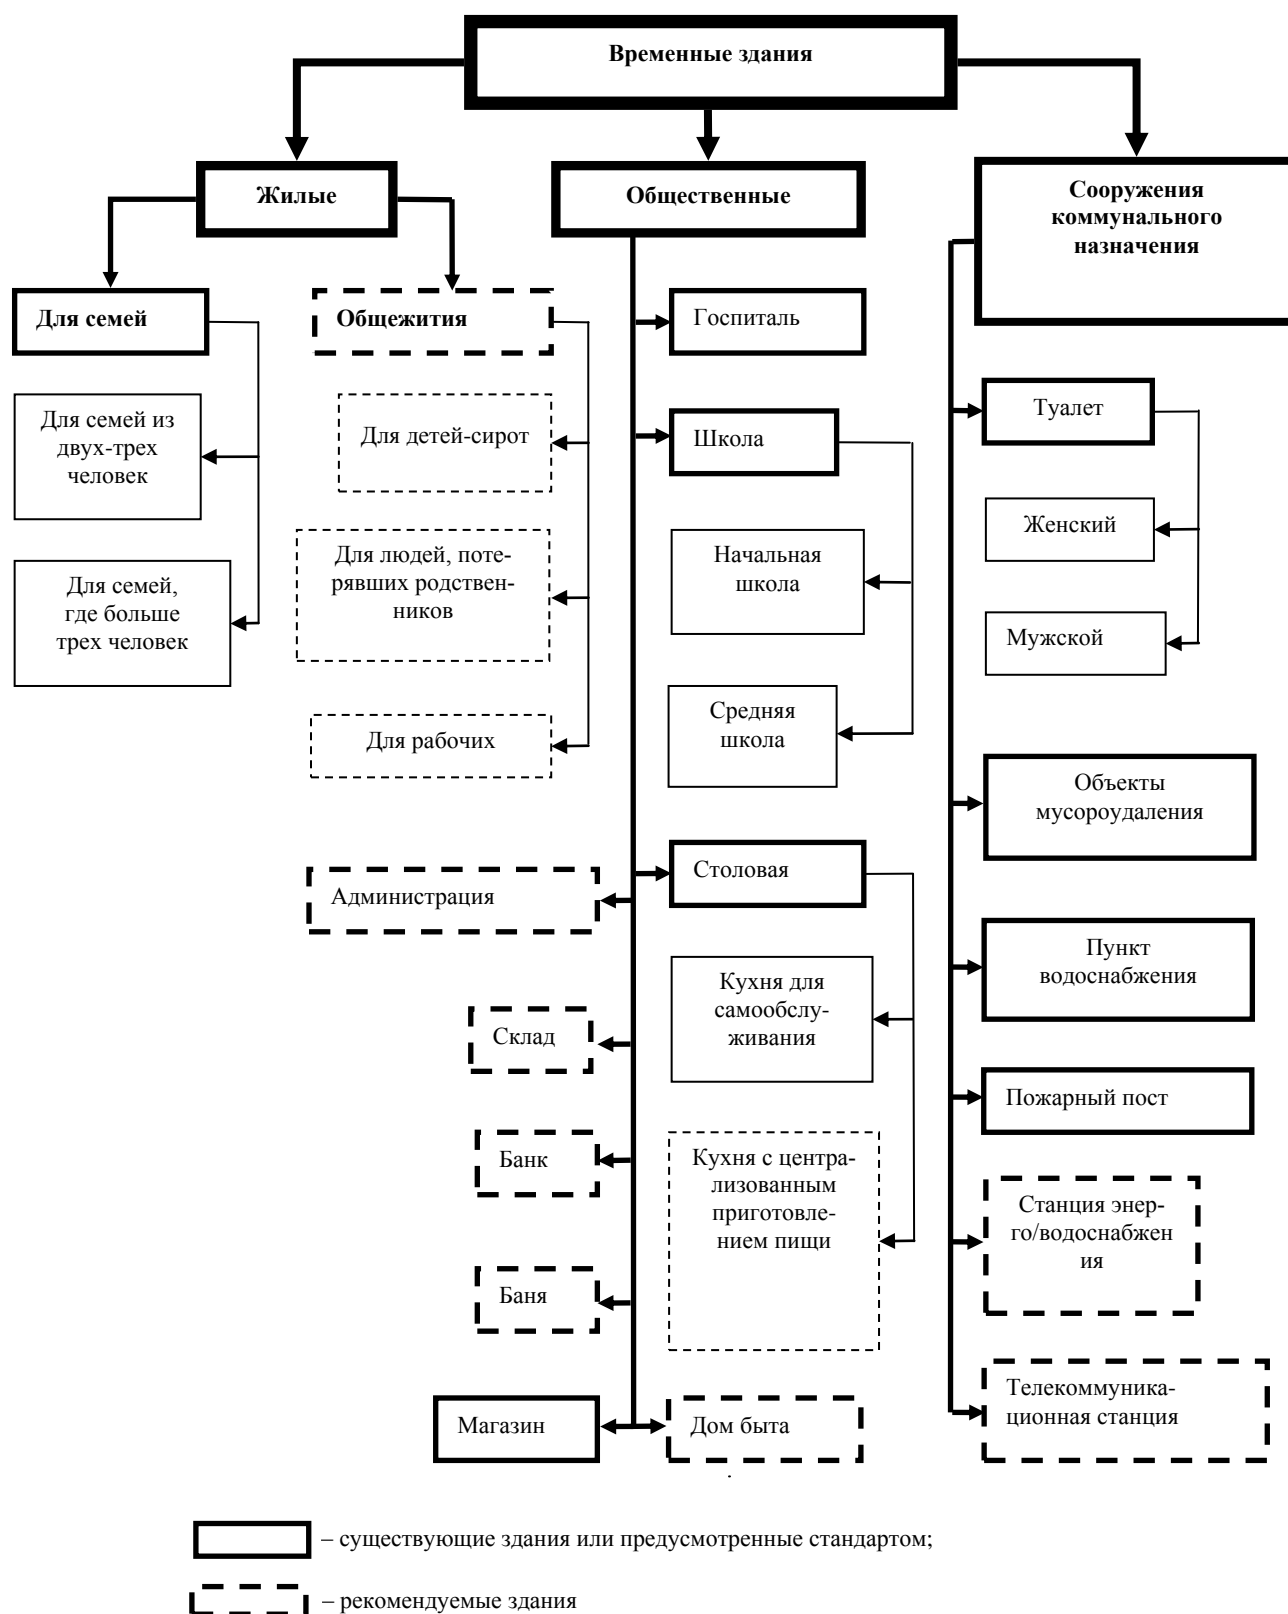 Временные здания
Жилые
Общественные
Сооружения
коммунального
назначения
Для семей
Общежития
Госпиталь
Для семей из
двух-трех
человек
Для детей-сирот
Школа
Туалет
Для семей,
где больше
трех человек
Для людей, поте-
рявших родствен-
ников
Начальная
школа
Женский
Мужской
Для рабочих
Средняя
школа
Объекты
мусороудаления
Администрация
Столовая
Пункт
водоснабжения
Склад
Кухня для
самообслу-
живания
Пожарный пост
Банк
Кухня с центра-
лизованным
приготовле-
нием пищи
Станция энер-
го/водоснабжен
ия
Баня
Магазин
Дом быта
Телекоммуника-
ционная станция
– существующие здания или предусмотренные стандартом;
– рекомендуемые здания